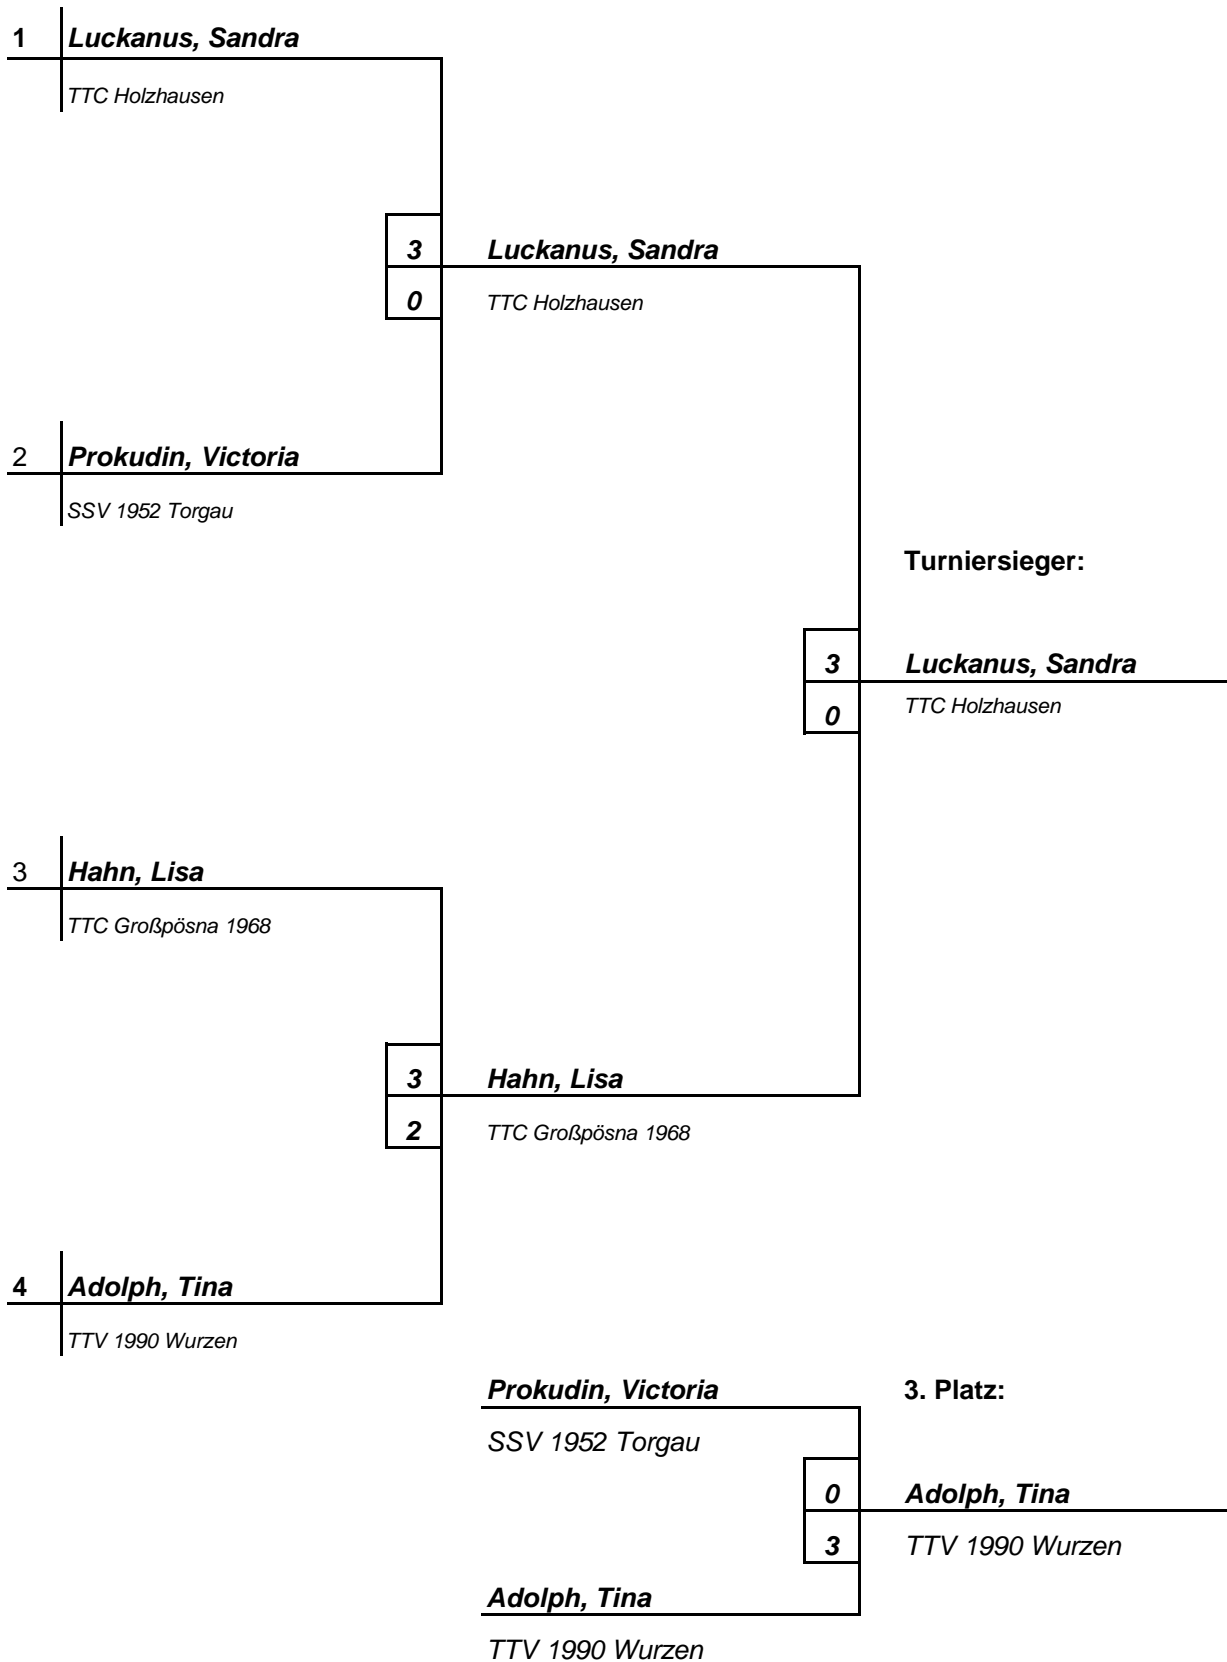 1 Luckanus, Sandra
TTC Holzhausen
3 Luckanus, Sandra
0 TTC Holzhausen
2 Prokudin, Victoria
SSV 1952 Torgau
Turniersieger:
3 Luckanus, Sandra
0 TTC Holzhausen
3 Hahn, Lisa
TTC Großpösna 1968
3 Hahn, Lisa
2 TTC Großpösna 1968
4 Adolph, Tina
TTV 1990 Wurzen
Prokudin, Victoria 3. Platz:
SSV 1952 Torgau
0 Adolph, Tina
3 TTV 1990 Wurzen
Adolph, Tina
TTV 1990 Wurzen